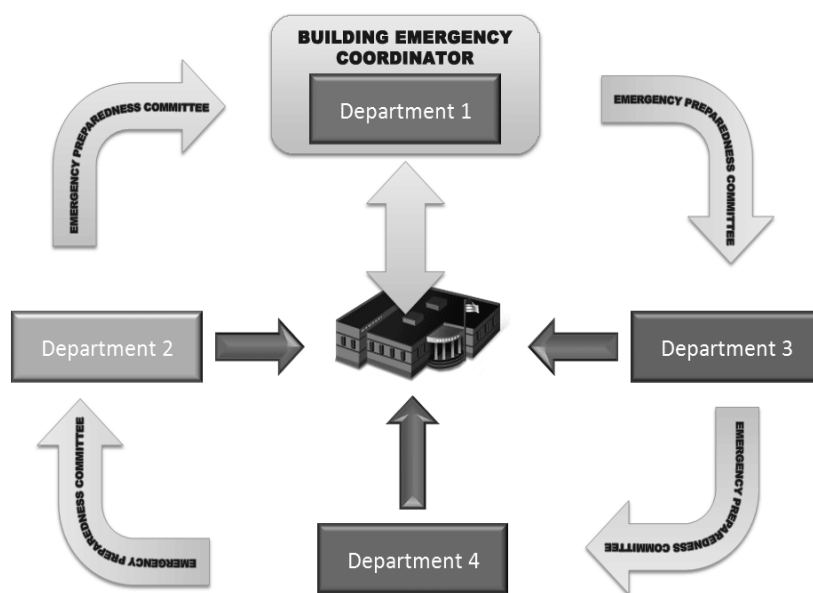 BUILDING EMERGENCY
COORDINATOR
Department 1
EMERGENCY PREPAREDNESS COMMITTEE
EMERGENCY PREPAREDNESS COMMITTEE
Department 2
Department 3
EMERGENCY PREPAREDNESS COMMITTEE
EMERGENCY PREPAREDNESS COMMITTEE
Department 4